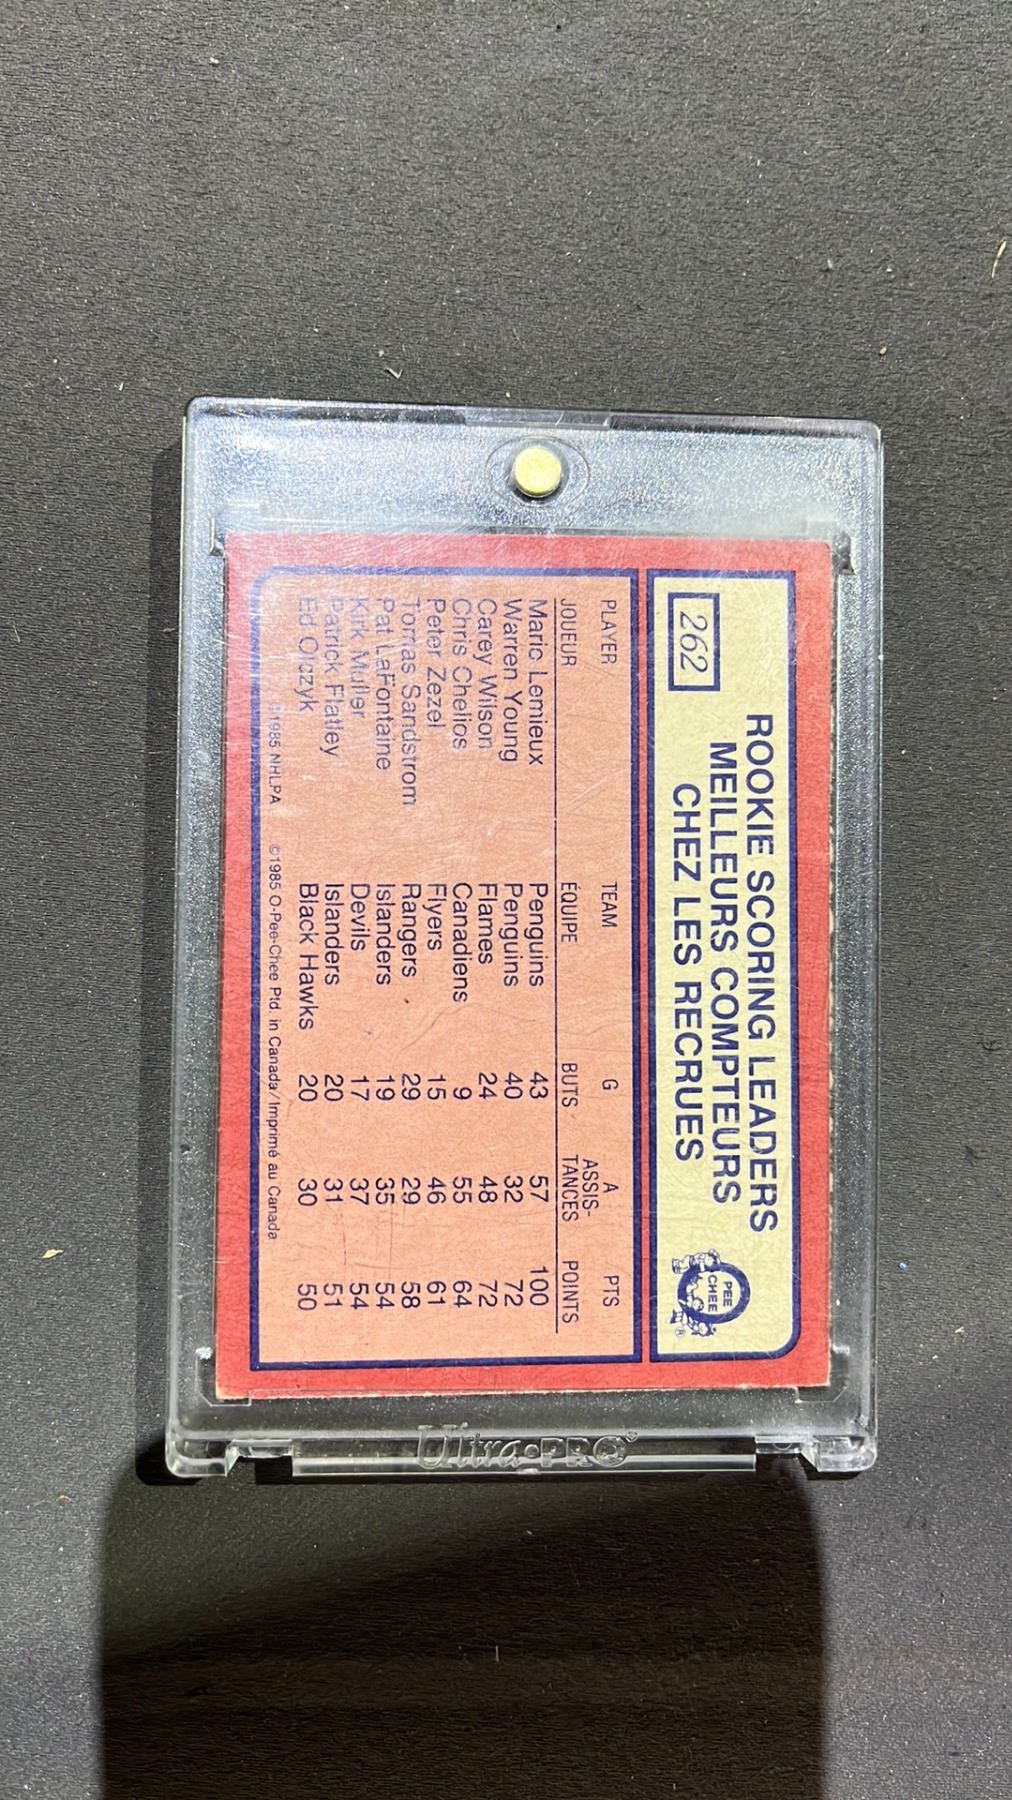 262
ROOKIE SCORING LEADERS
MEILLEURS COMPTEURS
CHEZ LES RECRUES
PEE
CHEE
®
PLAYER TEAM G A PTS
JOUEUR ÉQUIPE BUTS ASSIS-TANCES POINTS
Mario Lemieux Penguins 43 57 100
Warren Young Penguins 40 32 72
Carey Wilson Flames 24 48 72
Chris Chelios Canadiens 9 55 64
Peter Zezel Flyers 15 46 61
Tomas Sandstrom Rangers 29 29 58
Pat LaFontaine Islanders 19 35 54
Kirk Muller Devils 17 37 54
Patrick Flatley Islanders 20 31 51
Ed Olczyk Black Hawks 20 30 50
©1985 NHLPA ©1985 O-Pee-Chee Ptd. in Canada/Imprimé au Canada
Ultra•PRO